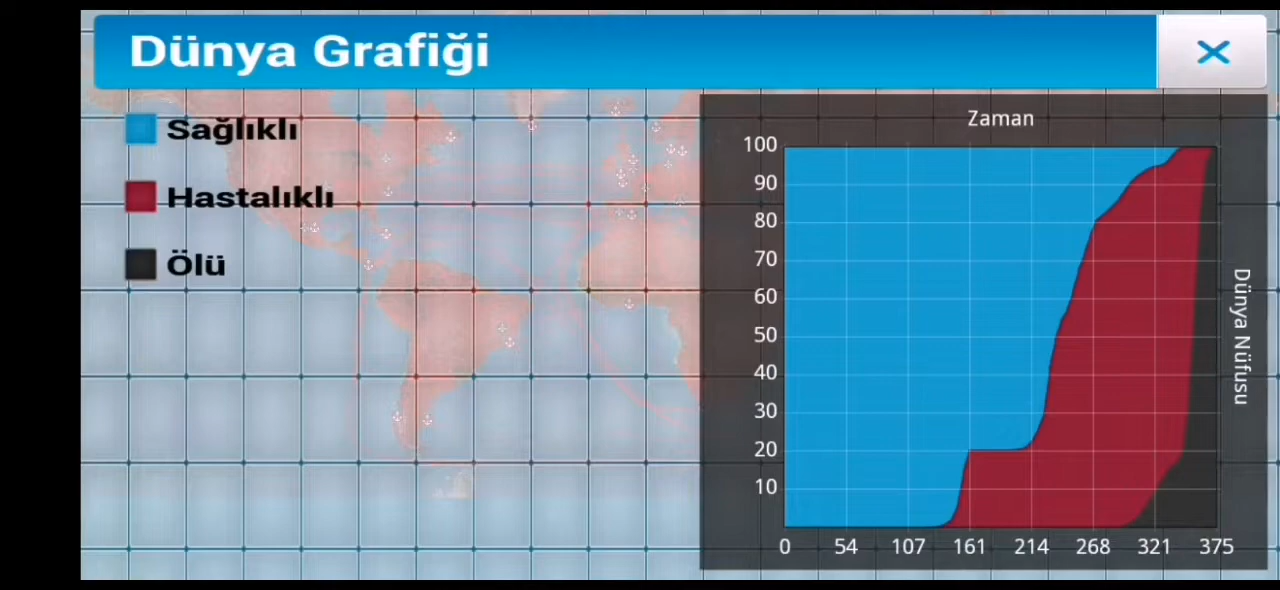 Dünya Grafiği
Sağlıklı
Hastalıklı
Ölü
Zaman
100
90
80
70
60
50
40
30
20
10
0 54 107 161 214 268 321 375
Dünya Nüfusu